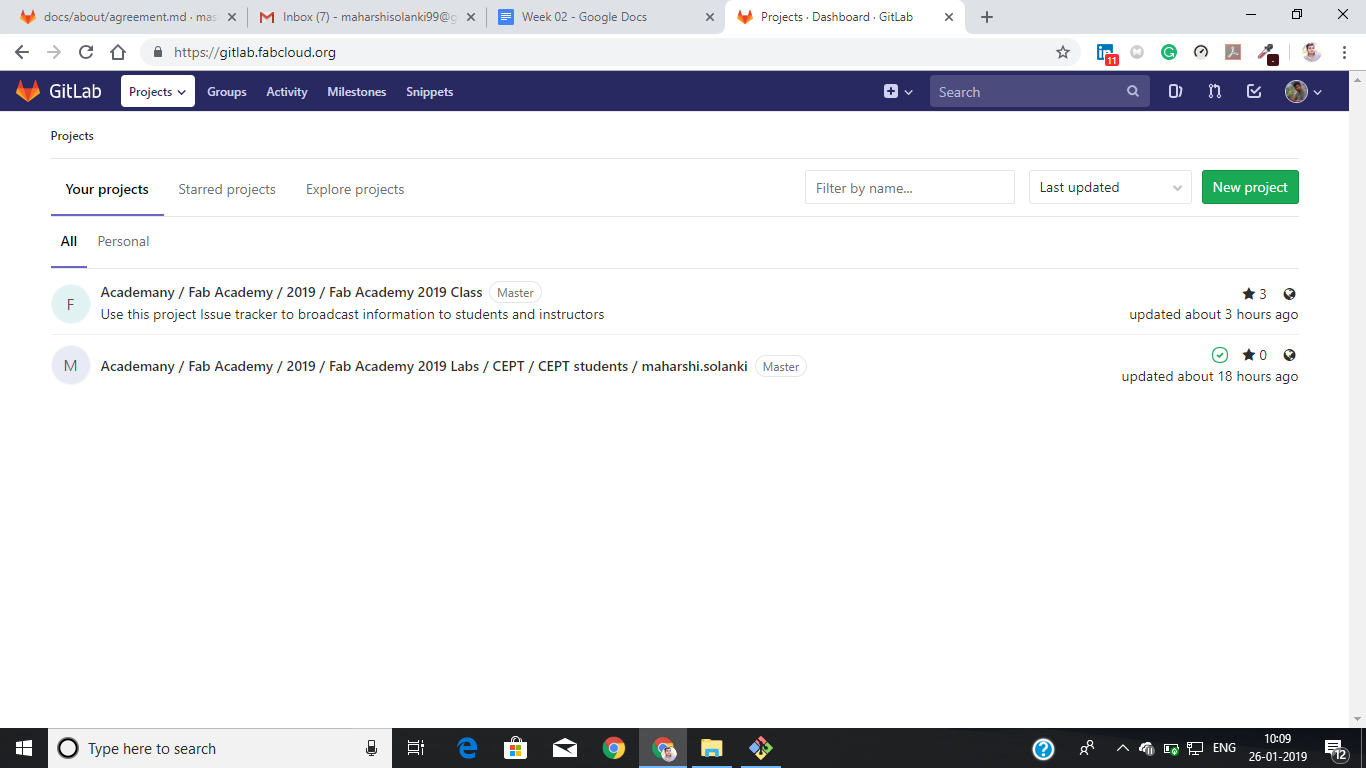 docs/about/agreement.md · mas
Inbox (7) - maharshisolanki99@g
Week 02 - Google Docs
Projects · Dashboard · GitLab
https://gitlab.fabcloud.org
11
GitLab
Projects
Groups
Activity
Milestones
Snippets
Search
Projects
Your projects
Starred projects
Explore projects
Filter by name...
Last updated
New project
All
Personal
F
Academany / Fab Academy / 2019 / Fab Academy 2019 Class Master
3
Use this project Issue tracker to broadcast information to students and instructors
updated about 3 hours ago
M
Academany / Fab Academy / 2019 / Fab Academy 2019 Labs / CEPT / CEPT students / maharshi.solanki Master
0
updated about 18 hours ago
Type here to search
ENG
10:09
26-01-2019
12